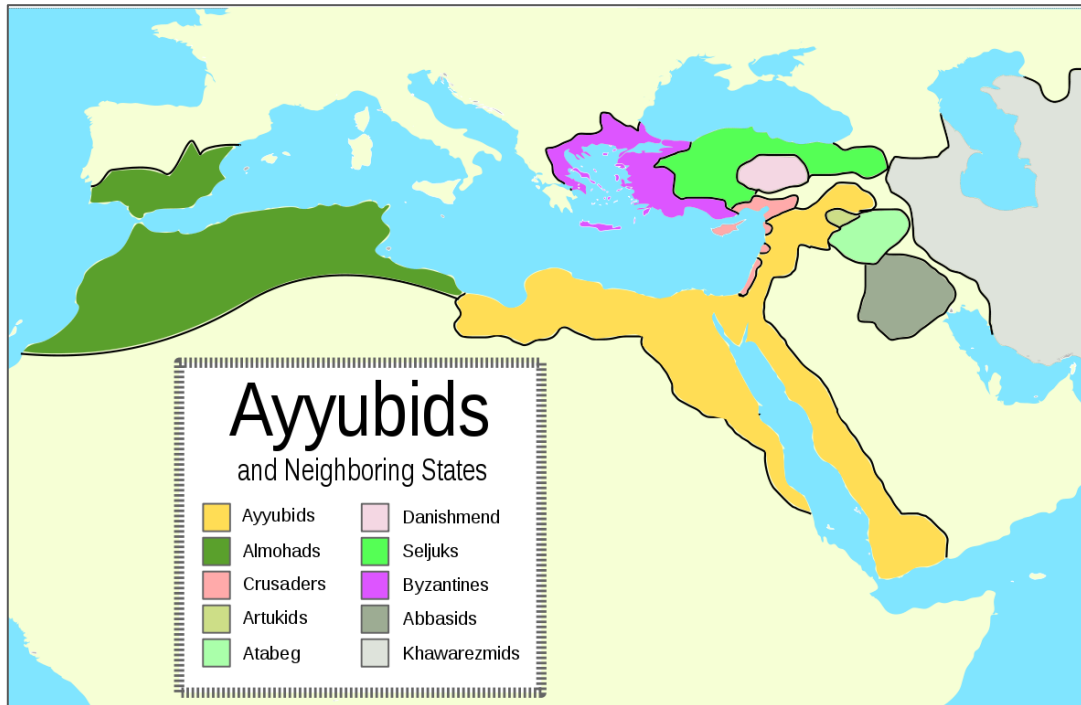 Ayyubids
and Neighboring States
Ayyubids
Almohads
Crusaders
Artukids
Atabeg
Danishmend
Seljuks
Byzantines
Abbasids
Khawarezmids